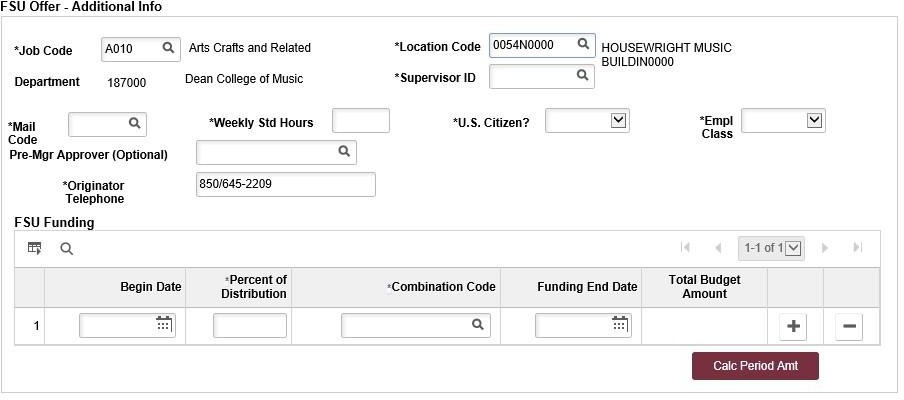 FSU Offer - Additional Info
*Job Code A010 Arts Crafts and Related *Location Code 0054N0000 HOUSEWRIGHT MUSIC
BUILDIN0000
Department 187000 Dean College of Music *Supervisor ID
*Mail
Code
*Weekly Std Hours *U.S. Citizen? *Empl
Class
Pre-Mgr Approver (Optional)
*Originator
Telephone
850/645-2209
FSU Funding
1-1 of 1
Begin Date
*Percent of
Distribution
*Combination Code
Funding End Date
Total Budget
Amount
1
Calc Period Amt